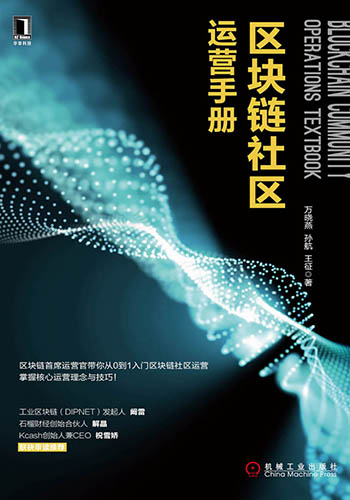 华章科技
BLOCKCHAIN COMMUNITY
OPERATIONS TEXTBOOK
区块链社区
运营手册
万晓燕 孙航 王征◎著
区块链首席运营官带你从0到1入门区块链社区运营
掌握核心运营理念与技巧!
工业区块链(DIPNET)发起人 阚雷
石榴财经创始合伙人 解晶
Kcash创始人兼CEO 祝雪娇
联袂审读推荐
机械工业出版社
China Machine Press